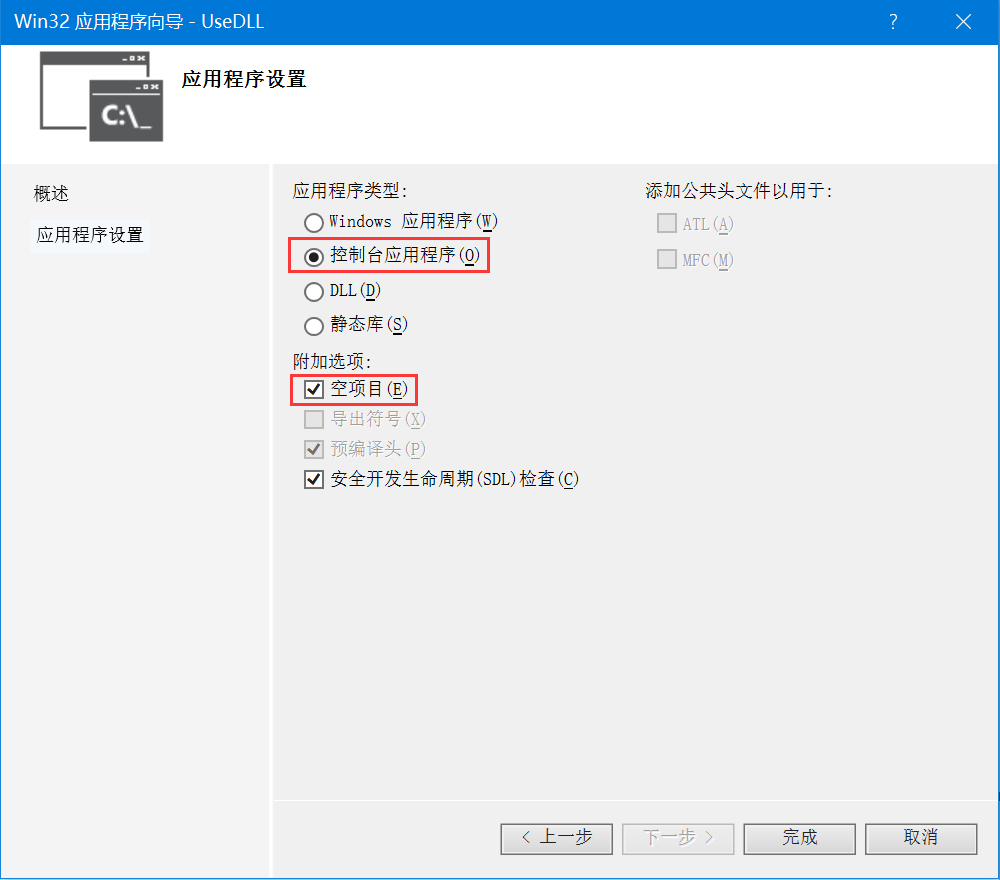 Win32 应用程序向导 - UseDLL
?
C:\_
应用程序设置
概述
应用程序设置
应用程序类型:
Windows 应用程序(W)
控制台应用程序(O)
DLL(D)
静态库(S)
附加选项:
空项目(E)
导出符号(X)
预编译头(P)
安全开发生命周期(SDL)检查(C)
添加公共头文件以用于:
ATL(A)
MFC(M)
< 上一步
下一步 >
完成
取消